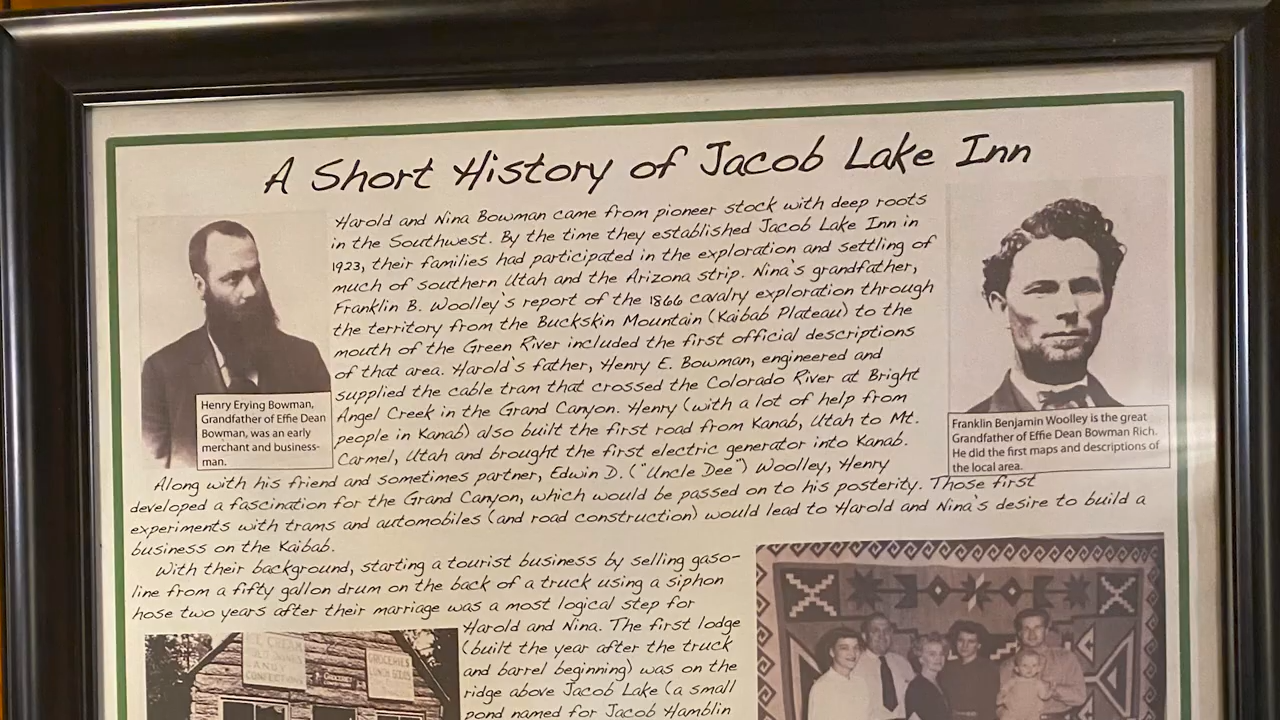 A Short History of Jacob Lake Inn
Harold and Nina Bowman came from pioneer stock with deep roots
in the Southwest. By the time they established Jacob Lake Inn in
1923, their families had participated in the exploration and settling of
much of southern Utah and the Arizona strip. Nina's grandfather,
Franklin B. Woolley's report of the 1866 cavalry exploration through
the territory from the Buckskin Mountain (Kaibab Plateau) to the
mouth of the Green River included the first official descriptions
of that area. Harold's father, Henry E. Bowman, engineered and
supplied the cable tram that crossed the Colorado River at Bright
Angel Creek in the Grand Canyon. Henry (with a lot of help from
people in Kanab) also built the first road from Kanab, Utah to Mt.
Carmel, Utah and brought the first electric generator into Kanab.
Along with his friend and sometimes partner, Edwin D. ("Uncle Dee") Woolley, Henry
developed a fascination for the Grand Canyon, which would be passed on to his posterity. Those first
experiments with trams and automobiles (and road construction) would lead to Harold and Nina's desire to build a
business on the Kaibab.
Henry Erying Bowman,
Grandfather of Effie Dean
Bowman, was an early
merchant and business-
man.
Franklin Benjamin Woolley is the great
Grandfather of Effie Dean Bowman Rich.
He did the first maps and descriptions of
the local area.
With their background, starting a tourist business by selling gaso-
line from a fifty gallon drum on the back of a truck using a siphon
hose two years after their marriage was a most logical step for
Harold and Nina. The first lodge
(built the year after the truck
and barrel beginning) was on the
ridge above Jacob Lake (a small
pond named for Jacob Hamblin
CANDY
CONFECTIONS
GROCERIES
GROCERIES
LUNCH GOODS